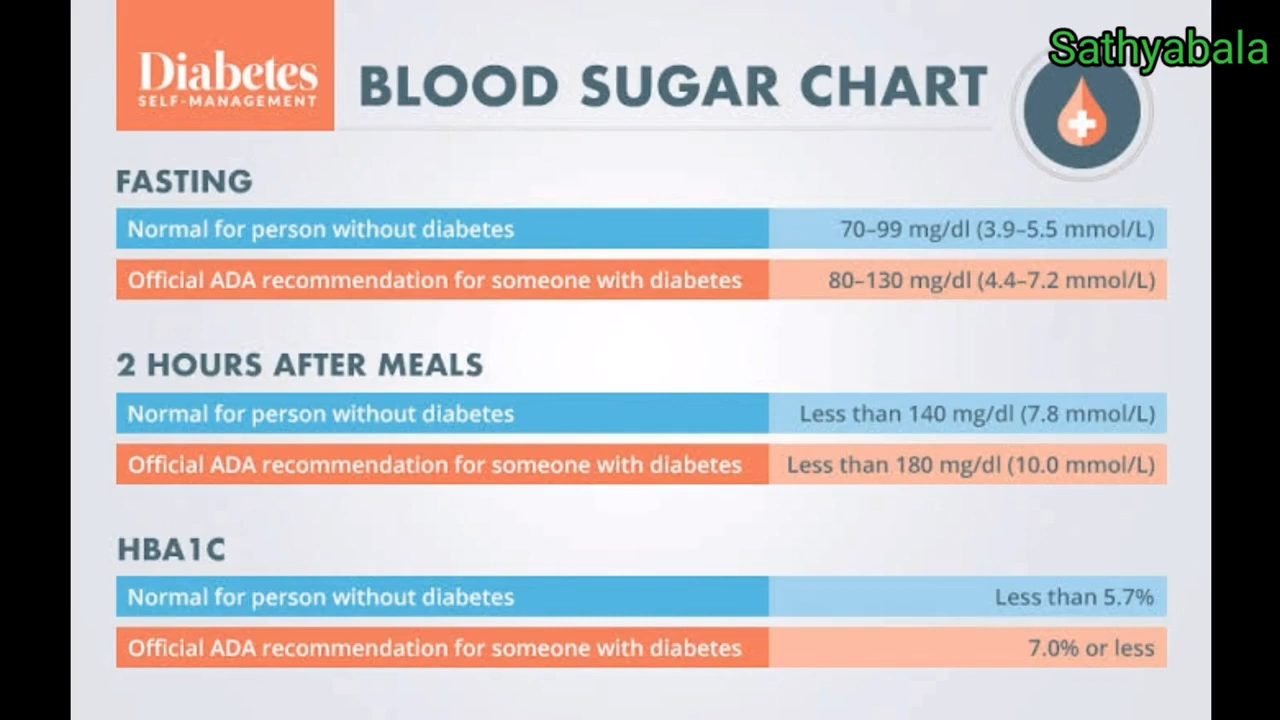 Sathyabala
Diabetes
SELF-MANAGEMENT
BLOOD SUGAR CHART
FASTING
Normal for person without diabetes 70–99 mg/dl (3.9–5.5 mmol/L)
Official ADA recommendation for someone with diabetes 80–130 mg/dl (4.4–7.2 mmol/L)
2 HOURS AFTER MEALS
Normal for person without diabetes Less than 140 mg/dl (7.8 mmol/L)
Official ADA recommendation for someone with diabetes Less than 180 mg/dl (10.0 mmol/L)
HBA1C
Normal for person without diabetes Less than 5.7%
Official ADA recommendation for someone with diabetes 7.0% or less